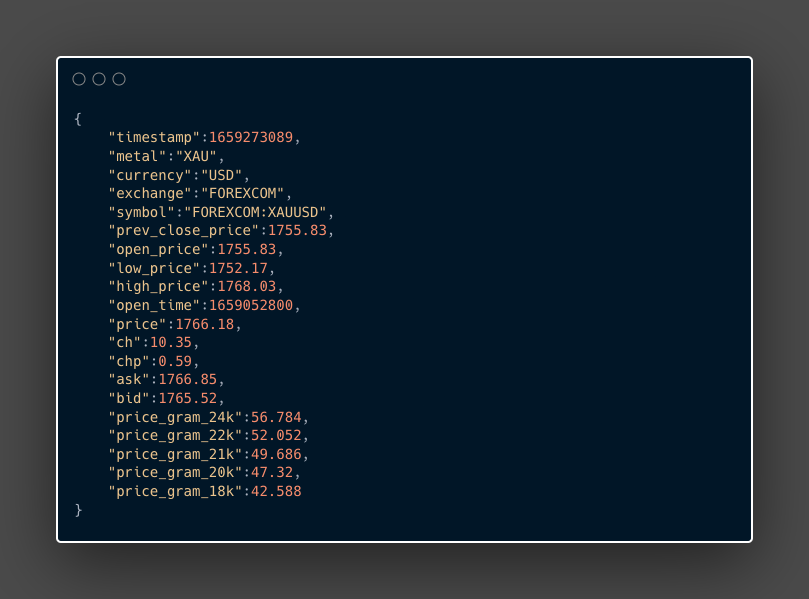 {
    "timestamp":1659273089,
    "metal":"XAU",
    "currency":"USD",
    "exchange":"FOREXCOM",
    "symbol":"FOREXCOM:XAUUSD",
    "prev_close_price":1755.83,
    "open_price":1755.83,
    "low_price":1752.17,
    "high_price":1768.03,
    "open_time":1659052800,
    "price":1766.18,
    "ch":10.35,
    "chp":0.59,
    "ask":1766.85,
    "bid":1765.52,
    "price_gram_24k":56.784,
    "price_gram_22k":52.052,
    "price_gram_21k":49.686,
    "price_gram_20k":47.32,
    "price_gram_18k":42.588
}